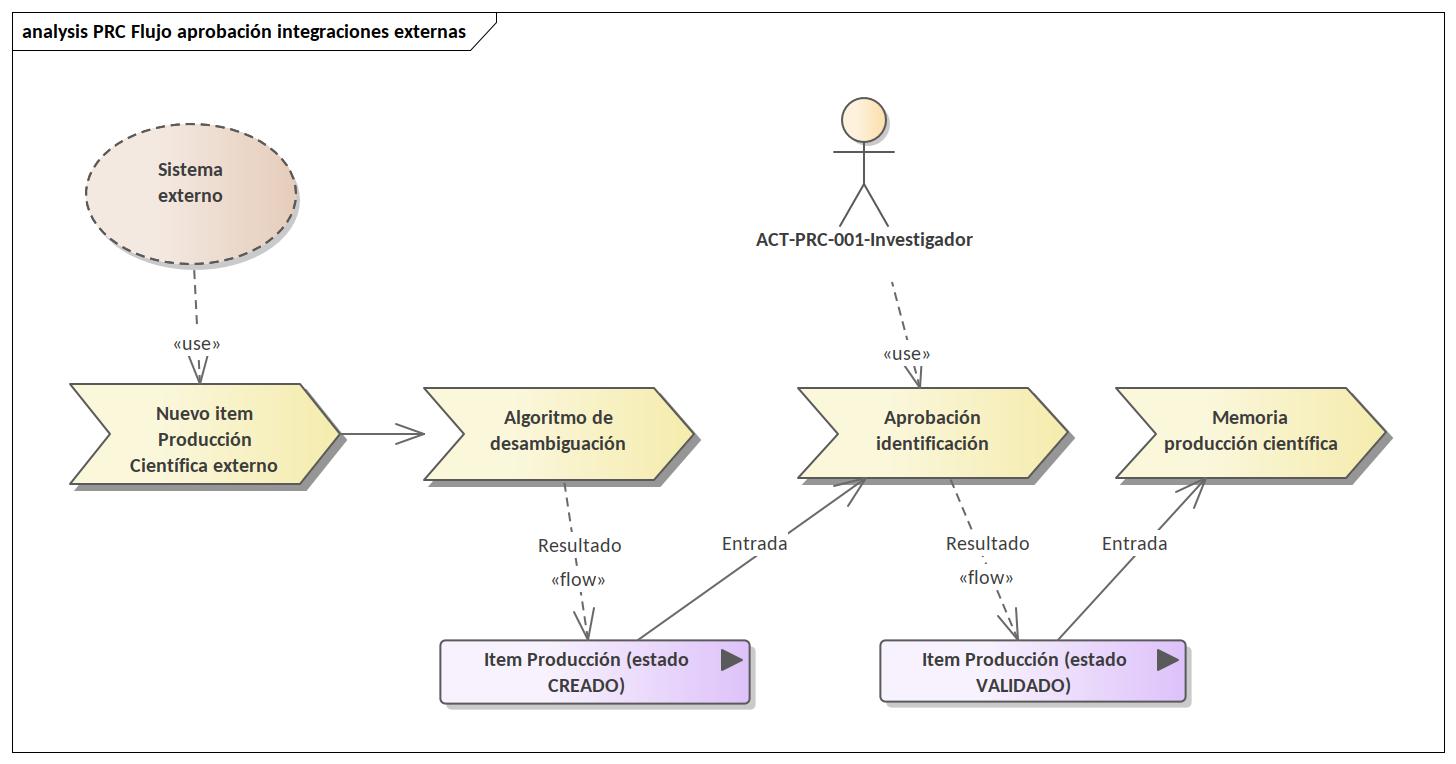 analysis PRC Flujo aprobación integraciones externas
Sistema
externo
ACT-PRC-001-Investigador
«use»
«use»
Nuevo item
Producción
Científica externo
Algoritmo de
desambiguación
Aprobación
identificación
Memoria
producción científica
Resultado
«flow»
Entrada
Resultado
«flow»
Entrada
Item Producción (estado
CREADO)
Item Producción (estado
VALIDADO)